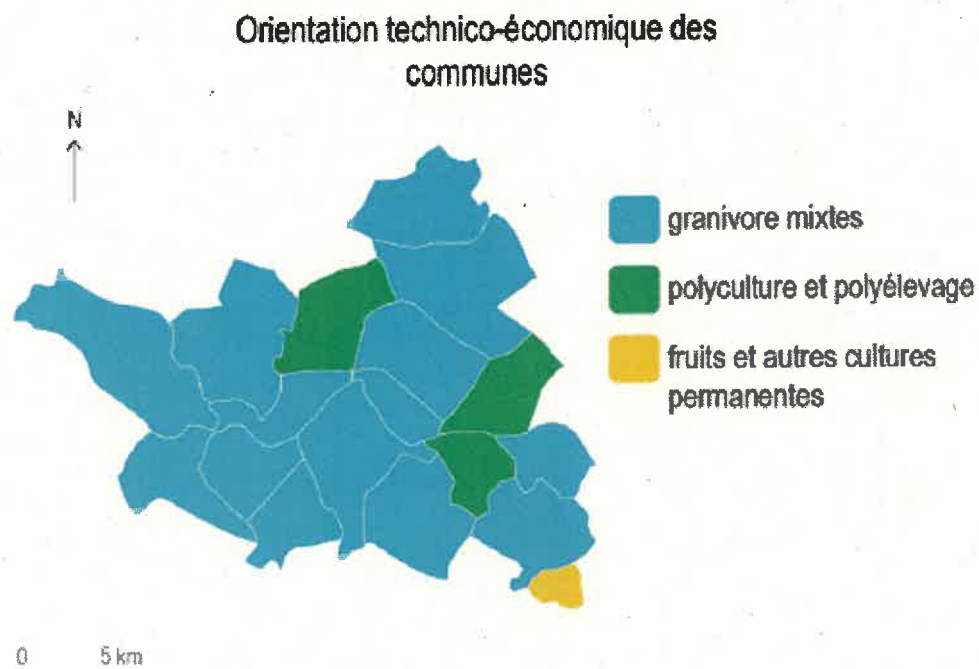 Orientation technico-économique des
communes
N
granivore mixtes
polyculture et polyélevage
fruits et autres cultures
permanentes
0 5 km